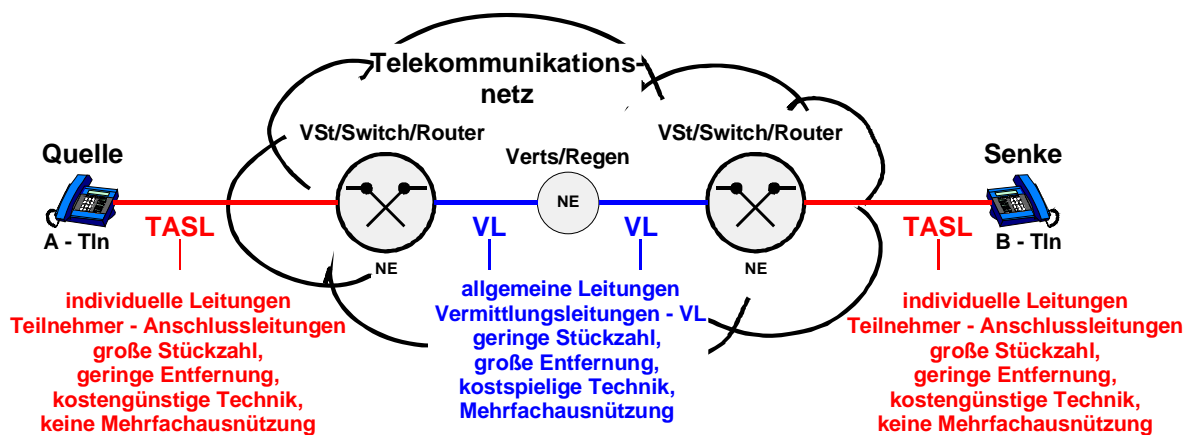 Telekommunikations-
netz
VSt/Switch/Router
VSt/Switch/Router
Verts/Regen
Quelle
Senke
NE
TASL
VL
VL
TASL
A - Tln
B - Tln
NE
NE
individuelle Leitungen
Teilnehmer - Anschlussleitungen
große Stückzahl,
geringe Entfernung,
kostengünstige Technik,
keine Mehrfachausnützung
allgemeine Leitungen
Vermittlungsleitungen - VL
geringe Stückzahl,
große Entfernung,
kostspielige Technik,
Mehrfachausnützung
individuelle Leitungen
Teilnehmer - Anschlussleitungen
große Stückzahl,
geringe Entfernung,
kostengünstige Technik,
keine Mehrfachausnützung